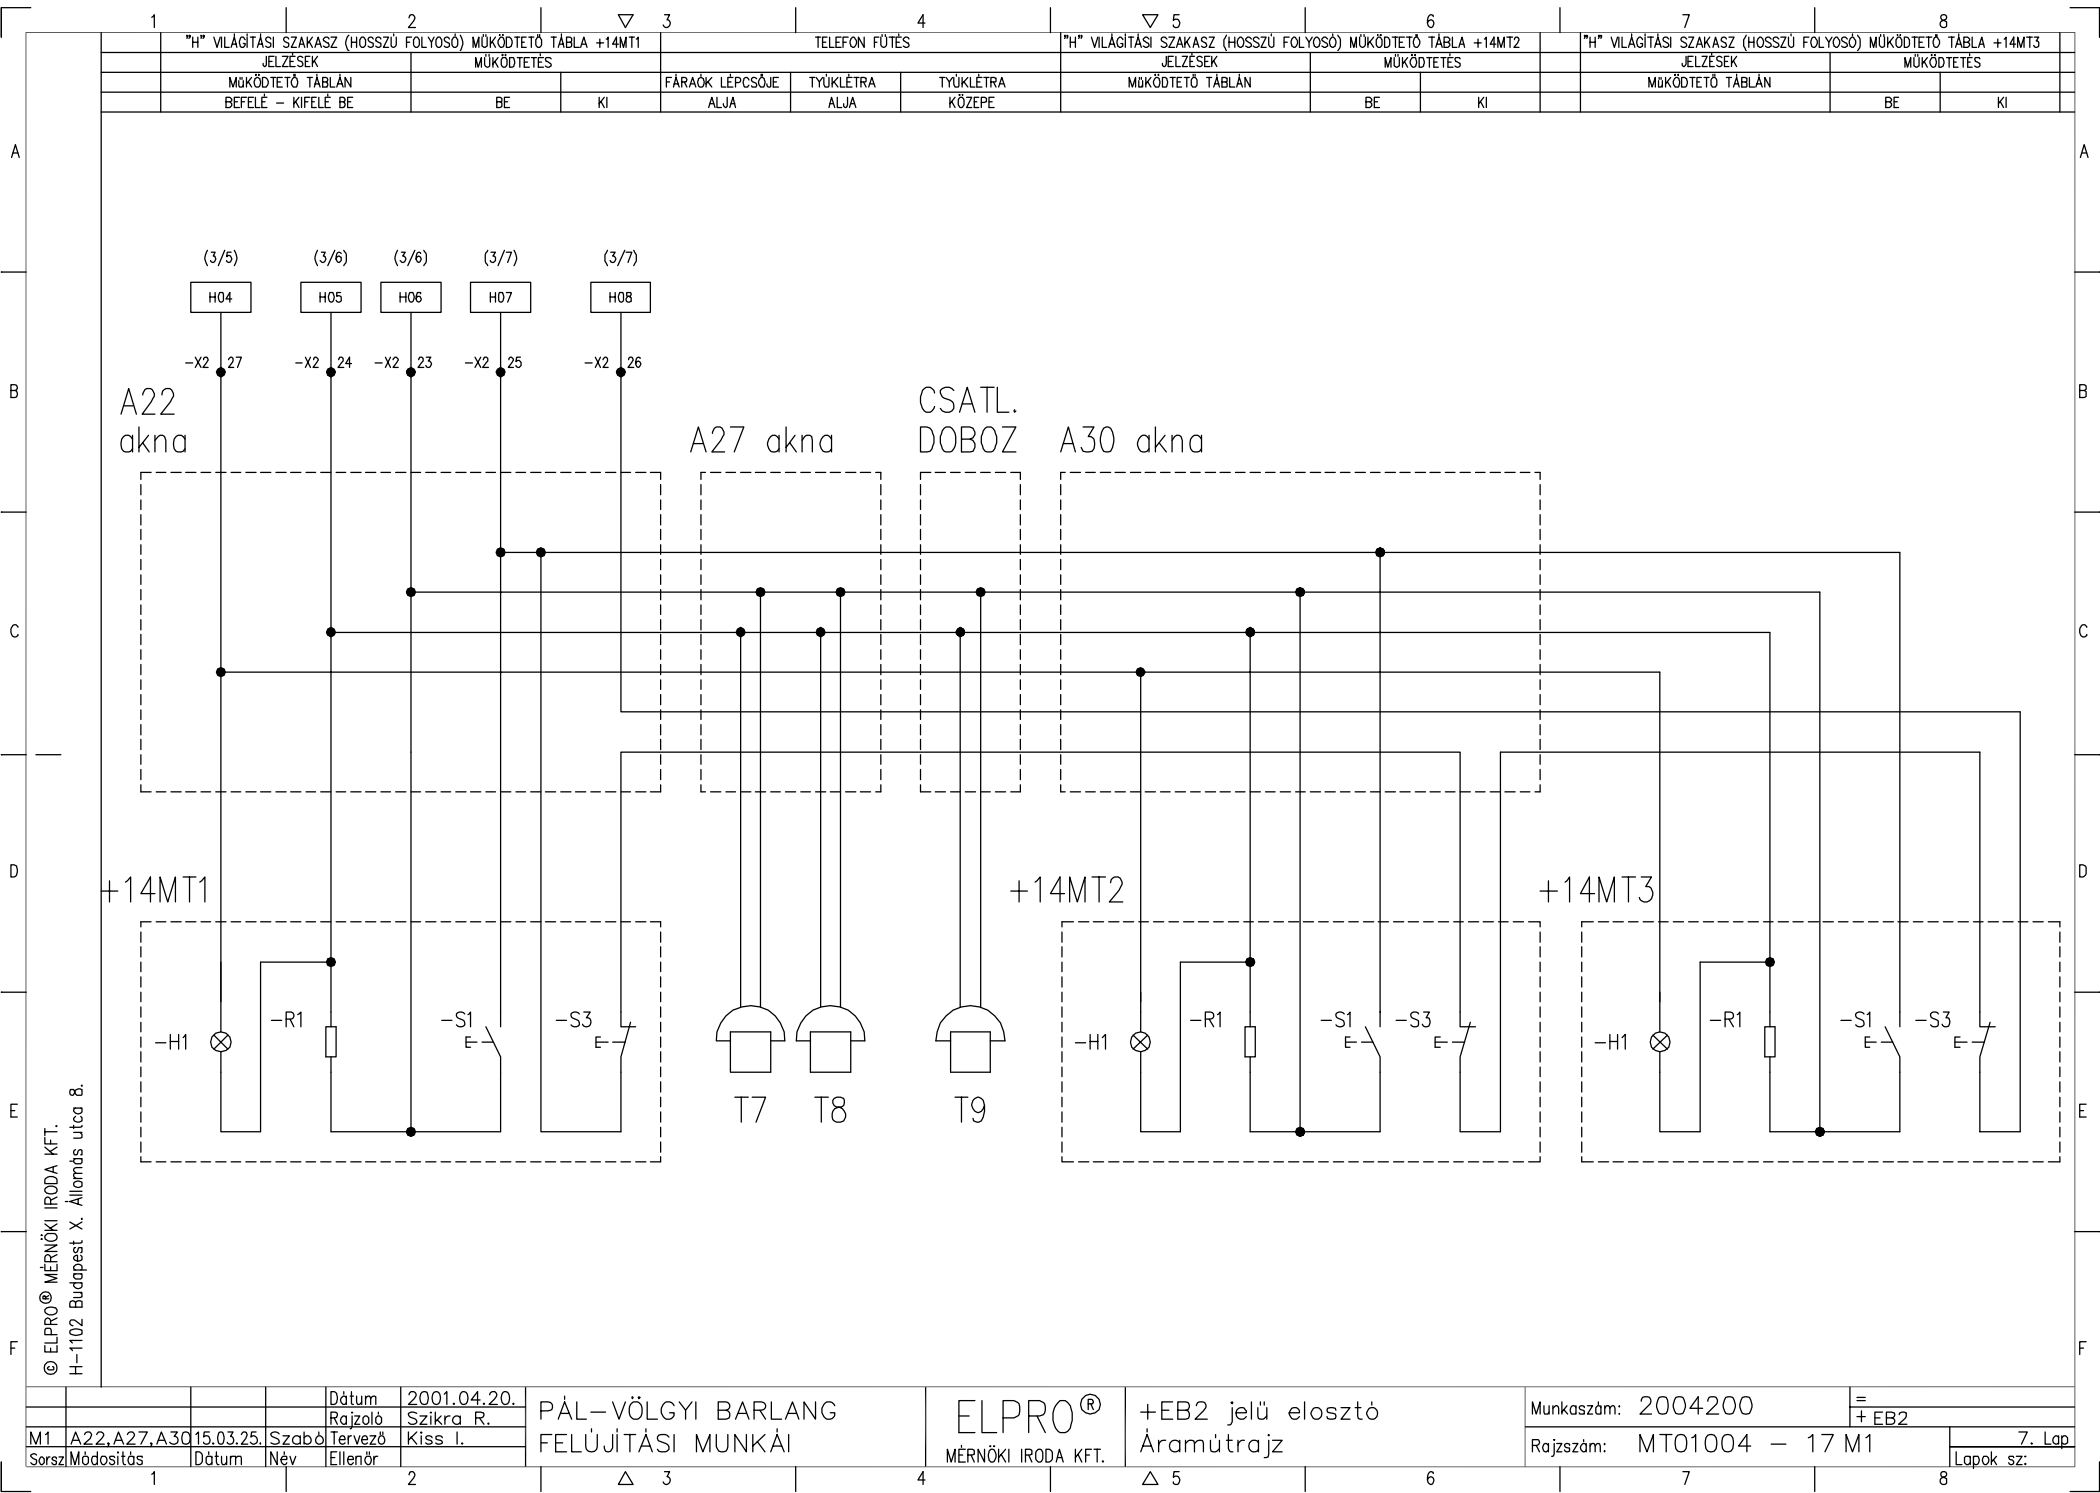 1 2 3 4 5 6 7 8
"H" VILÁGÍTÁSI SZAKASZ (HOSSZÚ FOLYOSÓ) MŰKÖDTETŐ TÁBLA +14MT1 TELEFON FŰTÉS "H" VILÁGÍTÁSI SZAKASZ (HOSSZÚ FOLYOSÓ) MŰKÖDTETŐ TÁBLA +14MT2 "H" VILÁGÍTÁSI SZAKASZ (HOSSZÚ FOLYOSÓ) MŰKÖDTETŐ TÁBLA +14MT3
JELZÉSEK MŰKÖDTETÉS JELZÉSEK MŰKÖDTETÉS JELZÉSEK MŰKÖDTETÉS
MűKÖDTETŐ TÁBLÁN FÁRAÓK LÉPCSŐJE TYÚKLÉTRA TYÚKLÉTRA MűKÖDTETŐ TÁBLÁN MűKÖDTETŐ TÁBLÁN
BEFELÉ – KIFELÉ BE BE KI ALJA ALJA KÖZEPE BE KI BE KI
A A
(3/5) (3/6) (3/6) (3/7) (3/7)
H04 H05 H06 H07 H08
-X2 27 -X2 24 -X2 23 -X2 25 -X2 26
B B
A22
akna
A27 akna
CSATL.
DOBOZ
A30 akna
C C
D D
+14MT1 +14MT2 +14MT3
-H1 -R1 -S1 -S3 -H1 -R1 -S1 -S3 -H1 -R1 -S1 -S3
T7 T8 T9
E E
F F
© ELPRO® MÉRNÖKI IRODA KFT.
H-1102 Budapest X. Állomás utca 8.
Dátum 2001.04.20.
Rajzoló Szikra R.
M1 A22,A27,A30 15.03.25. Szabó Tervező Kiss I.
Sorsz Módosítás Dátum Név Ellenőr
PÁL-VÖLGYI BARLANG
FELÚJÍTÁSI MUNKÁI
ELPRO®
MÉRNÖKI IRODA KFT.
+EB2 jelű elosztó
Áramútrajz
Munkaszám: 2004200
Rajzszám: MT01004 - 17 M1
=
+ EB2
7. Lap
Lapok sz:
1 2 3 4 5 6 7 8